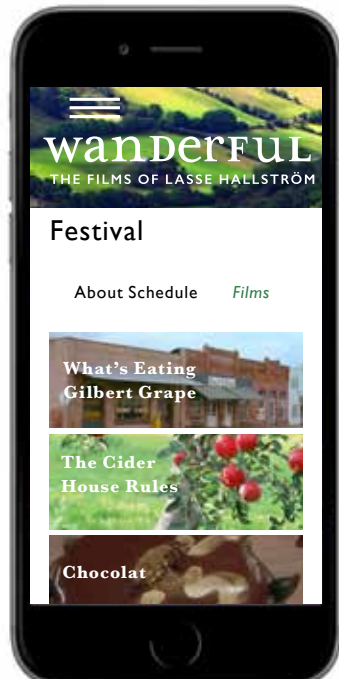 wanderful
THE FILMS OF LASSE HALLSTRÖM
Festival
About Schedule Films
What's Eating
Gilbert Grape
The Cider
House Rules
Chocolat